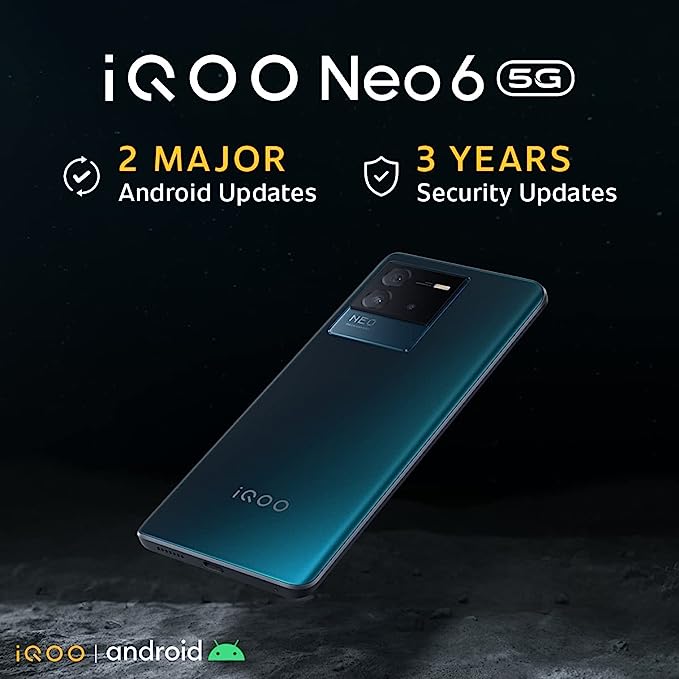 iQOO Neo6 5G
2 MAJOR
Android Updates
3 YEARS
Security Updates
NEO
iQOO
iQOO | android